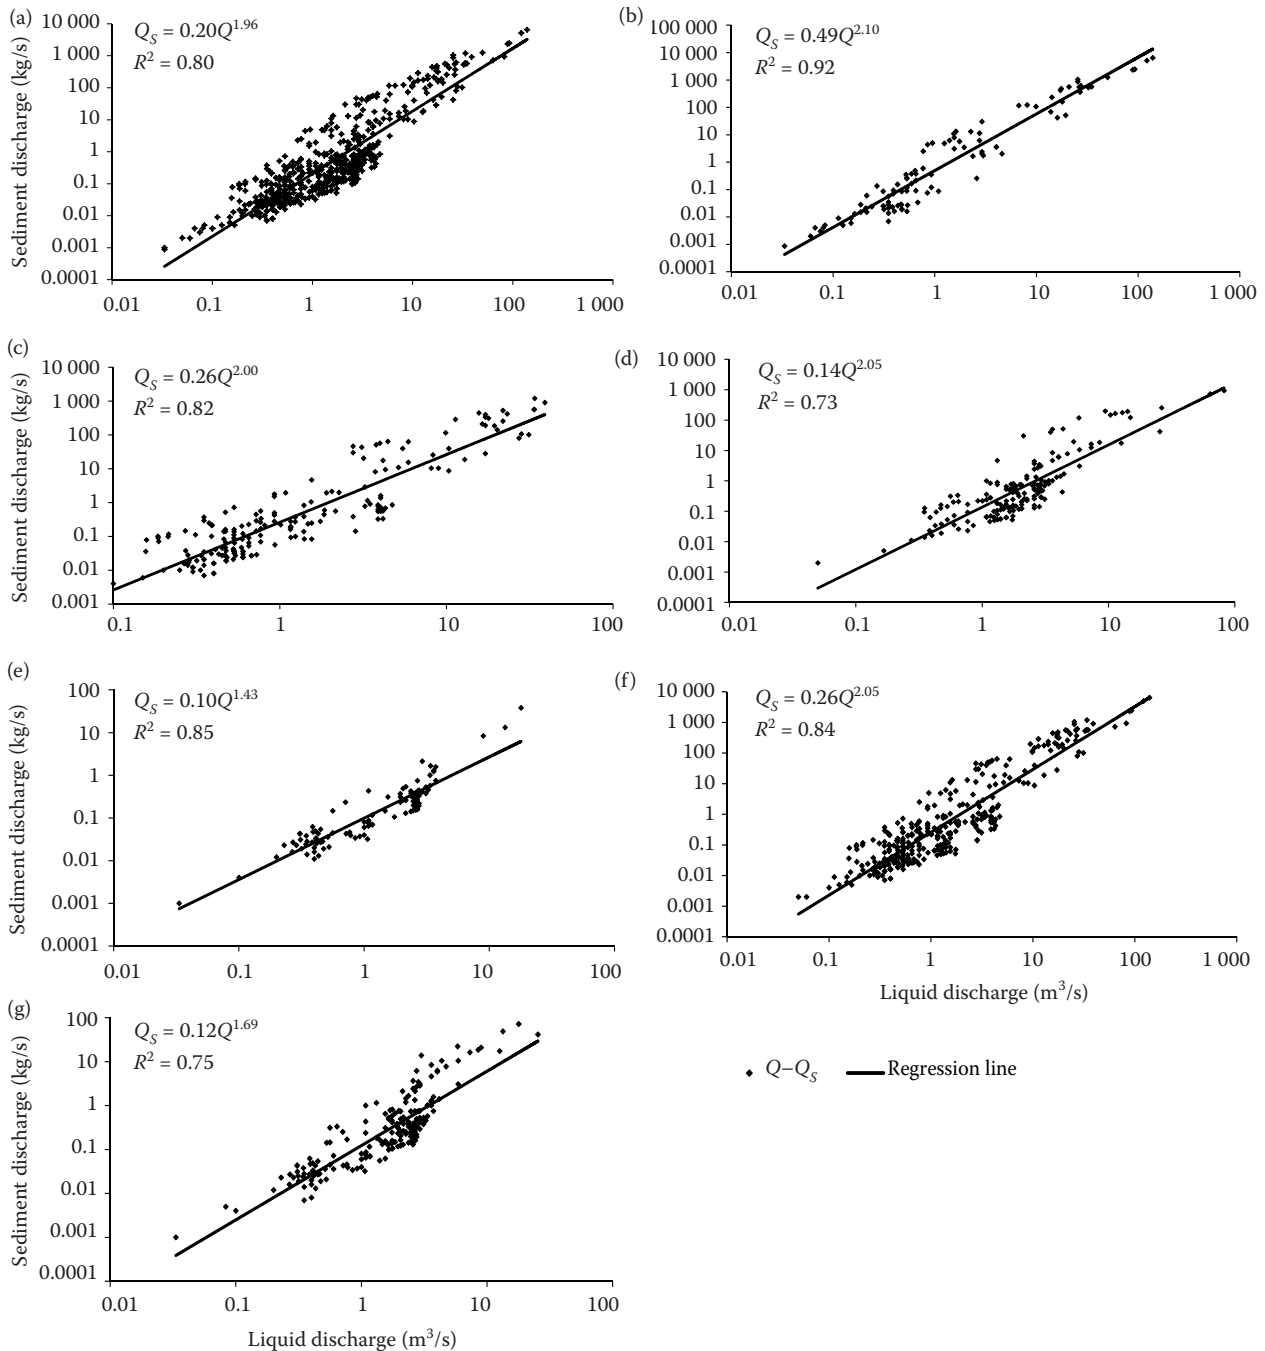 (a)
Sediment discharge (kg/s)
10 000
1 000
100
10
1
0.1
0.01
0.001
0.0001
Q_S = 0.20Q^1.96
R² = 0.80
0.01 0.1 1 10 100 1 000
(b)
100 000
10 000
1 000
100
10
1
0.1
0.01
0.001
0.0001
Q_S = 0.49Q^2.10
R² = 0.92
0.01 0.1 1 10 100 1 000
(c)
Sediment discharge (kg/s)
10 000
1 000
100
10
1
0.1
0.01
0.001
Q_S = 0.26Q^2.00
R² = 0.82
0.1 1 10 100
(d)
10 000
1 000
100
10
1
0.1
0.01
0.001
0.0001
Q_S = 0.14Q^2.05
R² = 0.73
0.01 0.1 1 10 100
(e)
Sediment discharge (kg/s)
100
10
1
0.1
0.01
0.001
0.0001
Q_S = 0.10Q^1.43
R² = 0.85
0.01 0.1 1 10 100
(f)
10 000
1 000
100
10
1
0.1
0.01
0.001
0.0001
Q_S = 0.26Q^2.05
R² = 0.84
0.01 0.1 1 10 100 1 000
Liquid discharge (m³/s)
(g)
Sediment discharge (kg/s)
100
10
1
0.1
0.01
0.001
0.0001
Q_S = 0.12Q^1.69
R² = 0.75
0.01 0.1 1 10 100
Liquid discharge (m³/s)
Q–Q_S Regression line